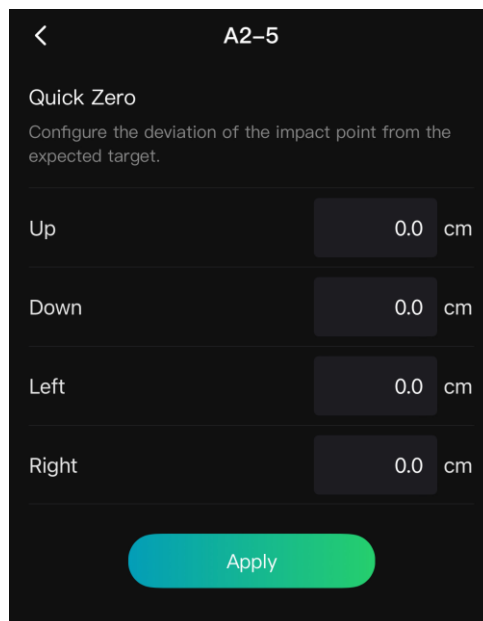 A2-5
Quick Zero
Configure the deviation of the impact point from the
expected target.
Up 0.0 cm
Down 0.0 cm
Left 0.0 cm
Right 0.0 cm
Apply